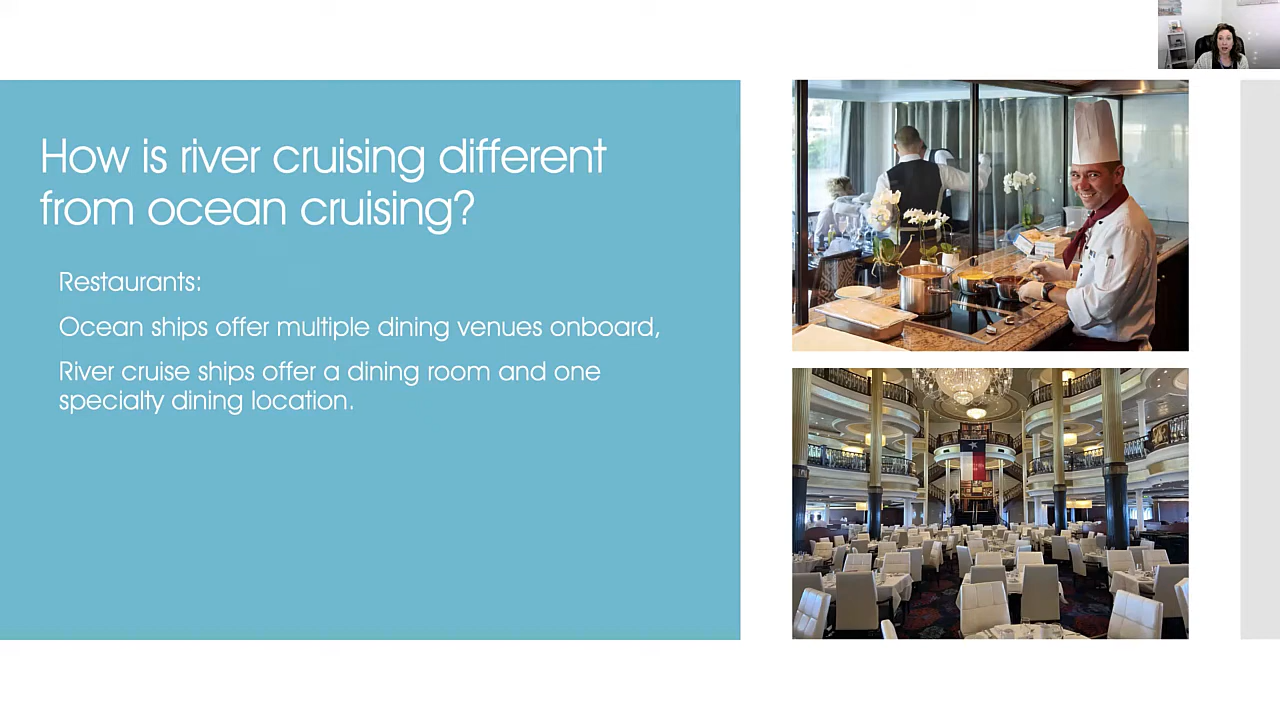 How is river cruising different
from ocean cruising?
Restaurants:
Ocean ships offer multiple dining venues onboard,
River cruise ships offer a dining room and one
specialty dining location.